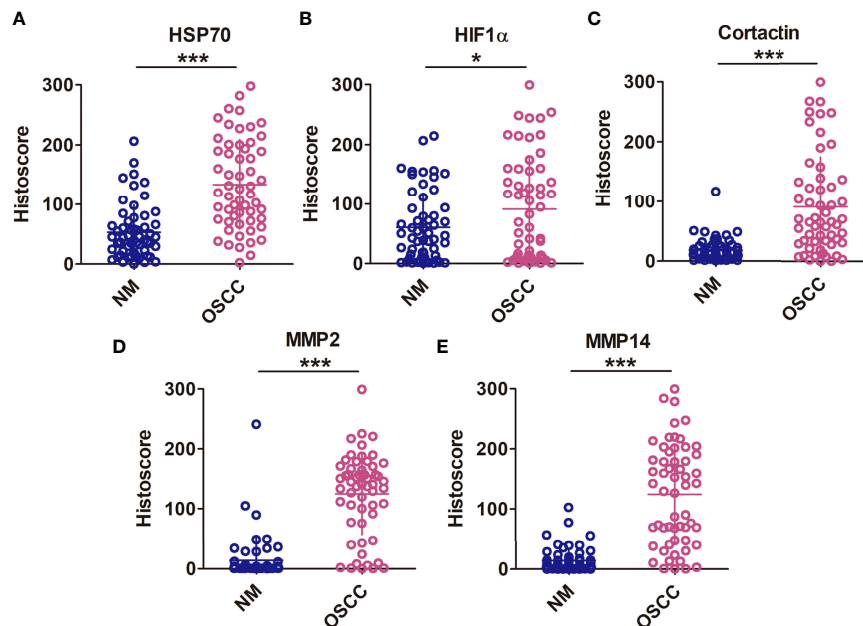 A
HSP70
***
Histoscore
300
200
100
0
NM
OSCC
B
HIF1α
*
Histoscore
300
200
100
0
NM
OSCC
C
Cortactin
***
Histoscore
300
200
100
0
NM
OSCC
D
MMP2
***
Histoscore
300
200
100
0
NM
OSCC
E
MMP14
***
Histoscore
300
200
100
0
NM
OSCC